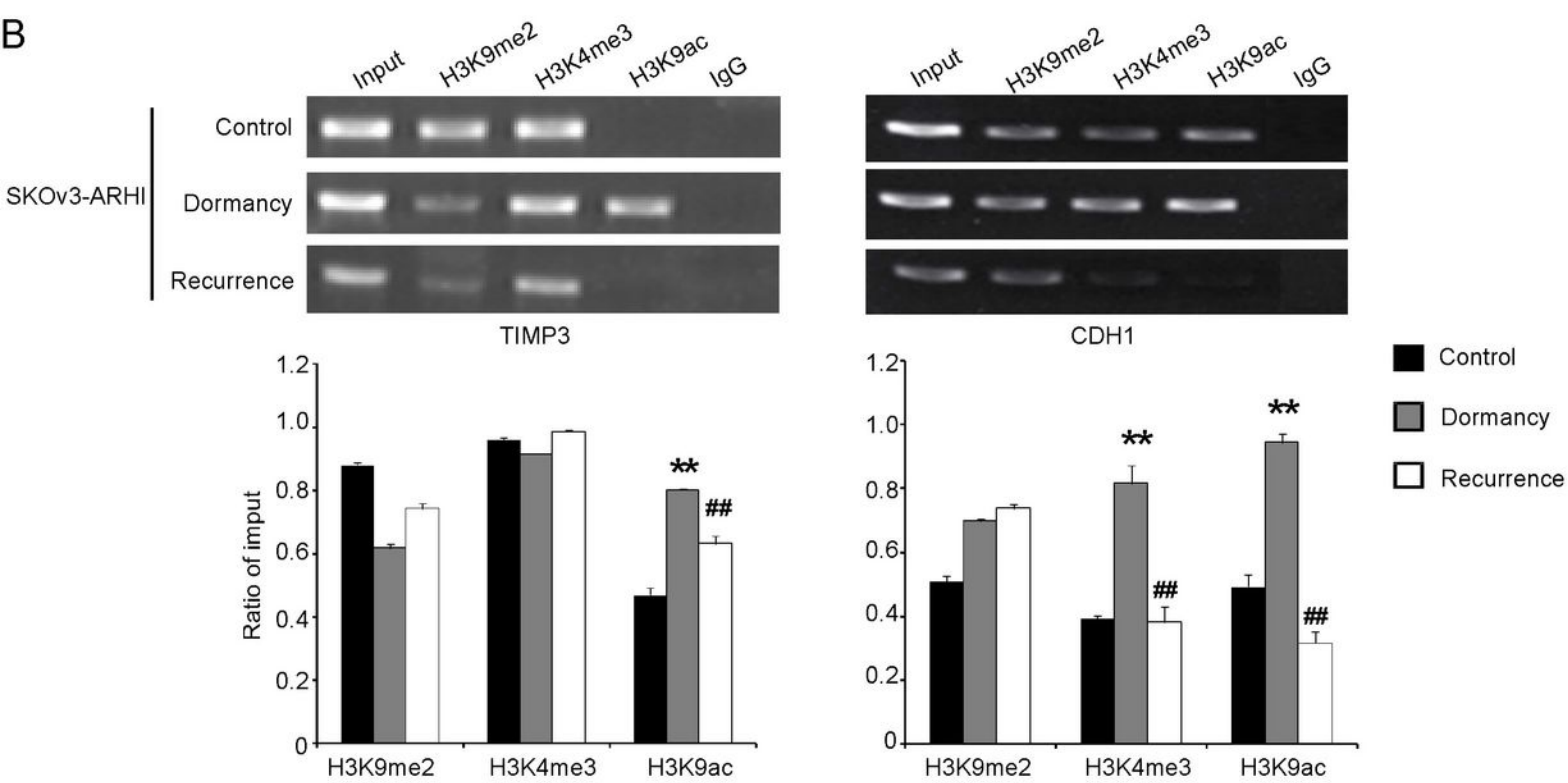 B
Input H3K9me2 H3K4me3 H3K9ac IgG
Input H3K9me2 H3K4me3 H3K9ac IgG
SKOv3-ARHI
Control
Dormancy
Recurrence
TIMP3
CDH1
Ratio of imput
1.2
1.0
0.8
0.6
0.4
0.2
0
** ##
H3K9me2 H3K4me3 H3K9ac
1.2
1.0
0.8
0.6
0.4
0.2
0
** ## ** ##
H3K9me2 H3K4me3 H3K9ac
Control
Dormancy
Recurrence